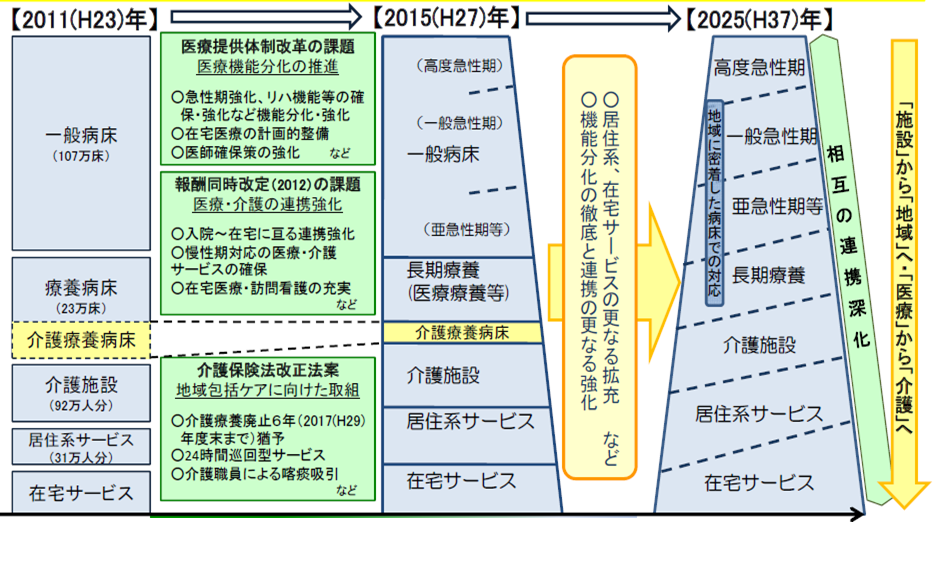 【2011(H23)年】
【2015(H27)年】
【2025(H37)年】
一般病床
(107万床)
療養病床
(23万床)
介護療養病床
介護施設
(92万人分)
居住系サービス
(31万人分)
在宅サービス
医療提供体制改革の課題
医療機能分化の推進
○急性期強化、リハ機能等の確
保・強化など機能分化・強化
○在宅医療の計画的整備
○医師確保策の強化 など
報酬同時改定(2012)の課題
医療・介護の連携強化
○入院～在宅に亘る連携強化
○慢性期対応の医療・介護
サービスの確保
○在宅医療・訪問看護の充実
など
介護保険法改正法案
地域包括ケアに向けた取組
○介護療養廃止6年(2017(H29)
年度末まで)猶予
○24時間巡回型サービス
○介護職員による喀痰吸引
など
(高度急性期)
(一般急性期)
一般病床
(亜急性期等)
長期療養
(医療療養等)
介護療養病床
介護施設
居住系サービス
在宅サービス
○居住系、在宅サービスの更なる拡充 など
○機能分化の徹底と連携の更なる強化
地域に密着した病床での対応
高度急性期
一般急性期
亜急性期等
長期療養
介護施設
居住系サービス
在宅サービス
相互の連携深化
「施設」から「地域」へ・「医療」から「介護」へ